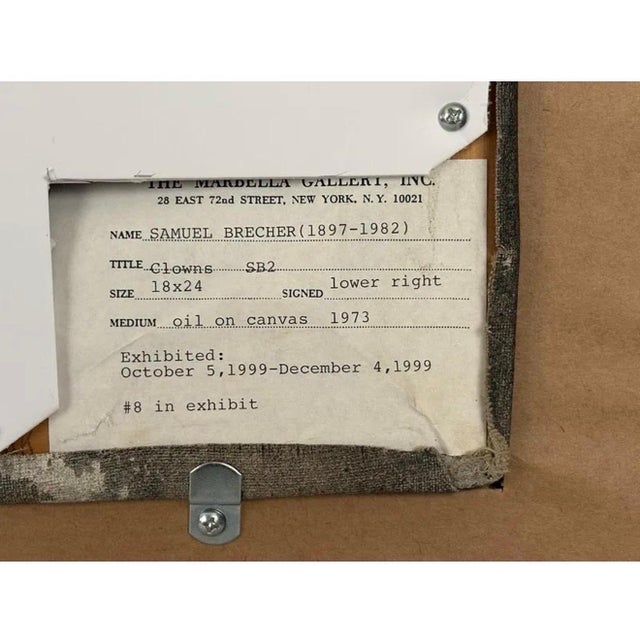 THE MARBELLA GALLERY, INC.
28 EAST 72nd STREET, NEW YORK, N.Y. 10021
NAME SAMUEL BRECHER(1897-1982)
TITLE Clowns SB2
SIZE 18x24 SIGNED lower right
MEDIUM oil on canvas 1973
Exhibited:
October 5,1999-December 4,1999
#8 in exhibit